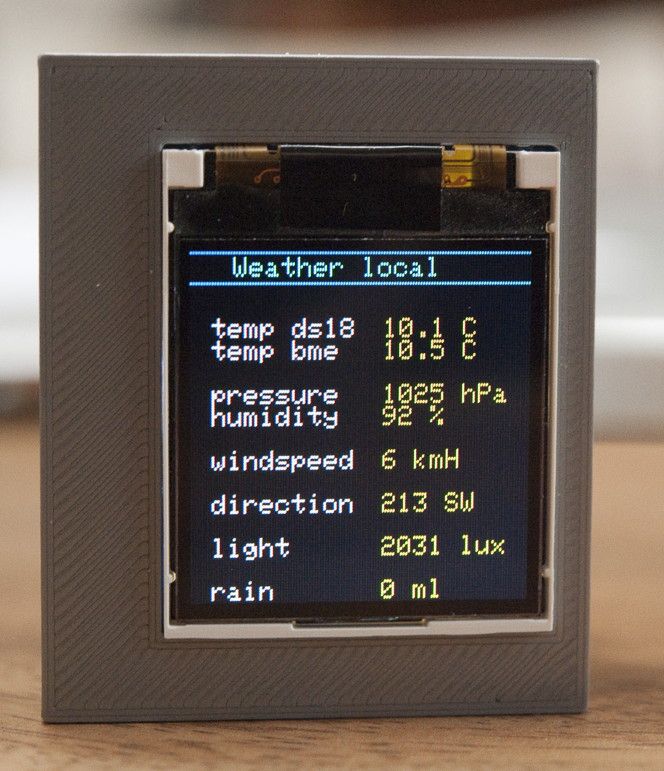 Weather local
temp ds18 10.1 C
temp bme 10.5 C
pressure 1025 hPa
humidity 92 %
windspeed 6 kmH
direction 213 SW
light 2031 lux
rain 0 ml